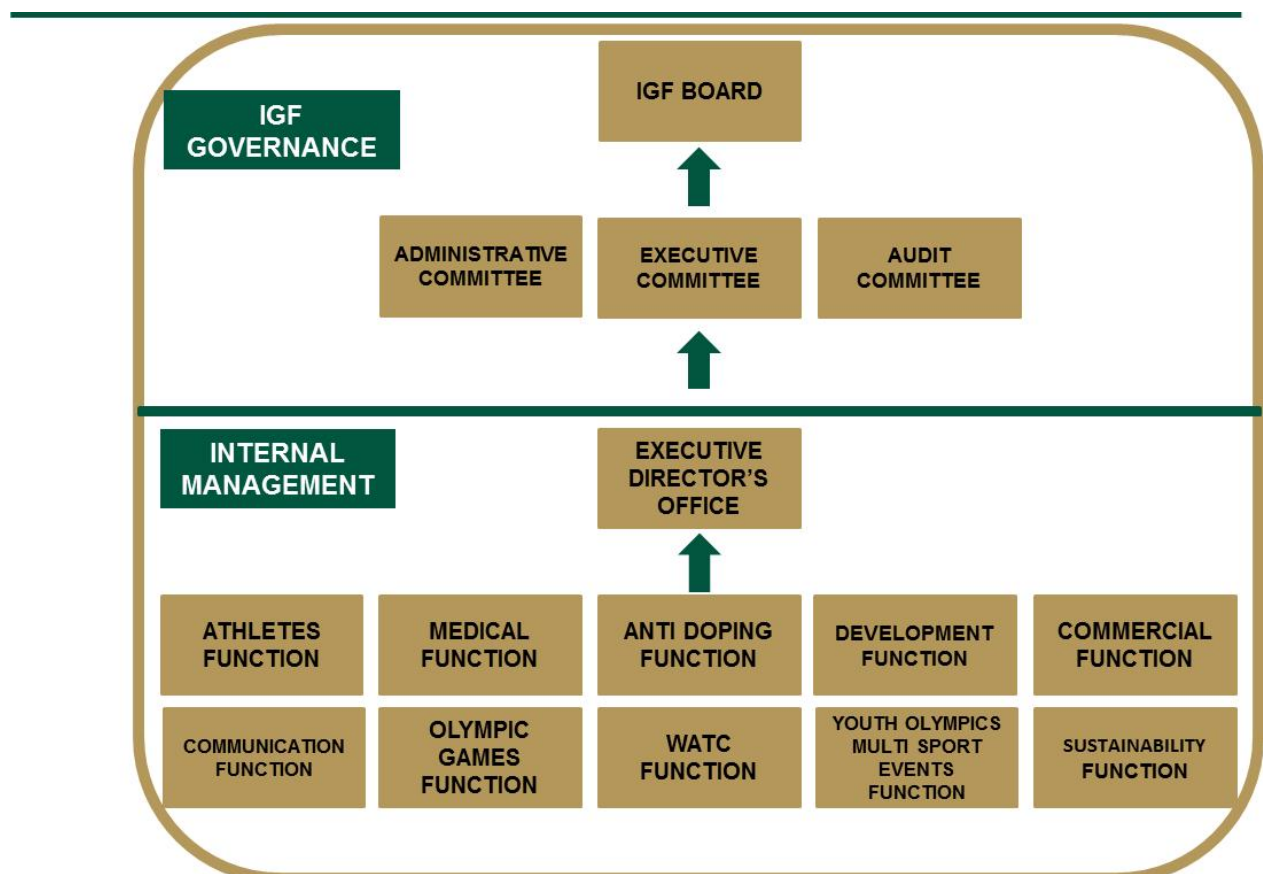 IGF BOARD
IGF
GOVERNANCE
ADMINISTRATIVE
COMMITTEE
EXECUTIVE
COMMITTEE
AUDIT
COMMITTEE
INTERNAL
MANAGEMENT
EXECUTIVE
DIRECTOR'S
OFFICE
ATHLETES
FUNCTION
MEDICAL
FUNCTION
ANTI DOPING
FUNCTION
DEVELOPMENT
FUNCTION
COMMERCIAL
FUNCTION
COMMUNICATION
FUNCTION
OLYMPIC
GAMES
FUNCTION
WATC
FUNCTION
YOUTH OLYMPICS
MULTI SPORT
EVENTS
FUNCTION
SUSTAINABILITY
FUNCTION